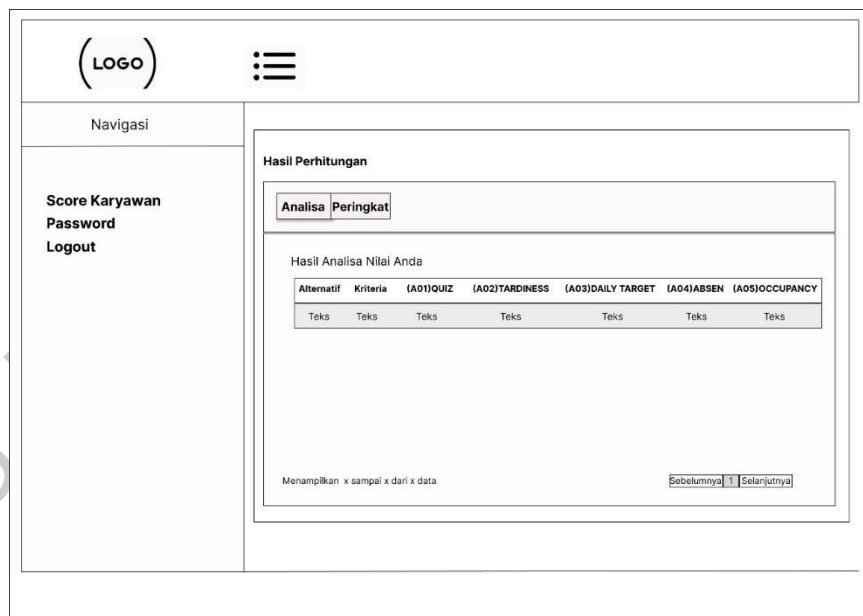 LOGO
Navigasi
Score Karyawan
Password
Logout
Hasil Perhitungan
Analisa Peringkat
Hasil Analisa Nilai Anda
Alternatif Kriteria (A01)QUIZ (A02)TARDINESS (A03)DAILY TARGET (A04)ABSEN (A05)OCCUPANCY
Teks Teks Teks Teks Teks Teks Teks
Menampilkan x sampai x dari x data
Sebelumnya 1 Selanjutnya